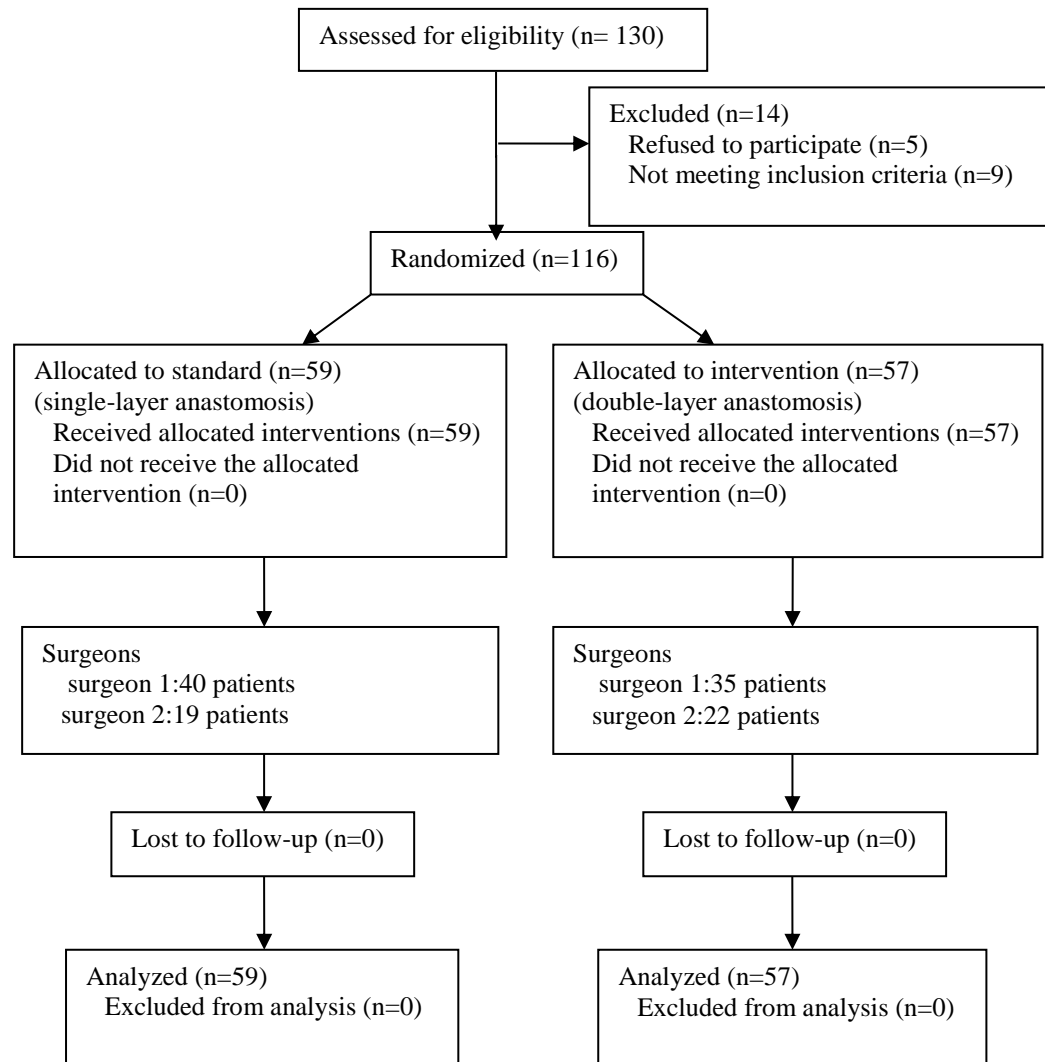 Assessed for eligibility (n= 130)
Excluded (n=14)
Refused to participate (n=5)
Not meeting inclusion criteria (n=9)
Randomized (n=116)
Allocated to standard (n=59)
(single-layer anastomosis)
Received allocated interventions (n=59)
Did not receive the allocated
intervention (n=0)
Allocated to intervention (n=57)
(double-layer anastomosis)
Received allocated interventions (n=57)
Did not receive the allocated
intervention (n=0)
Surgeons
surgeon 1:40 patients
surgeon 2:19 patients
Surgeons
surgeon 1:35 patients
surgeon 2:22 patients
Lost to follow-up (n=0)
Lost to follow-up (n=0)
Analyzed (n=59)
Excluded from analysis (n=0)
Analyzed (n=57)
Excluded from analysis (n=0)